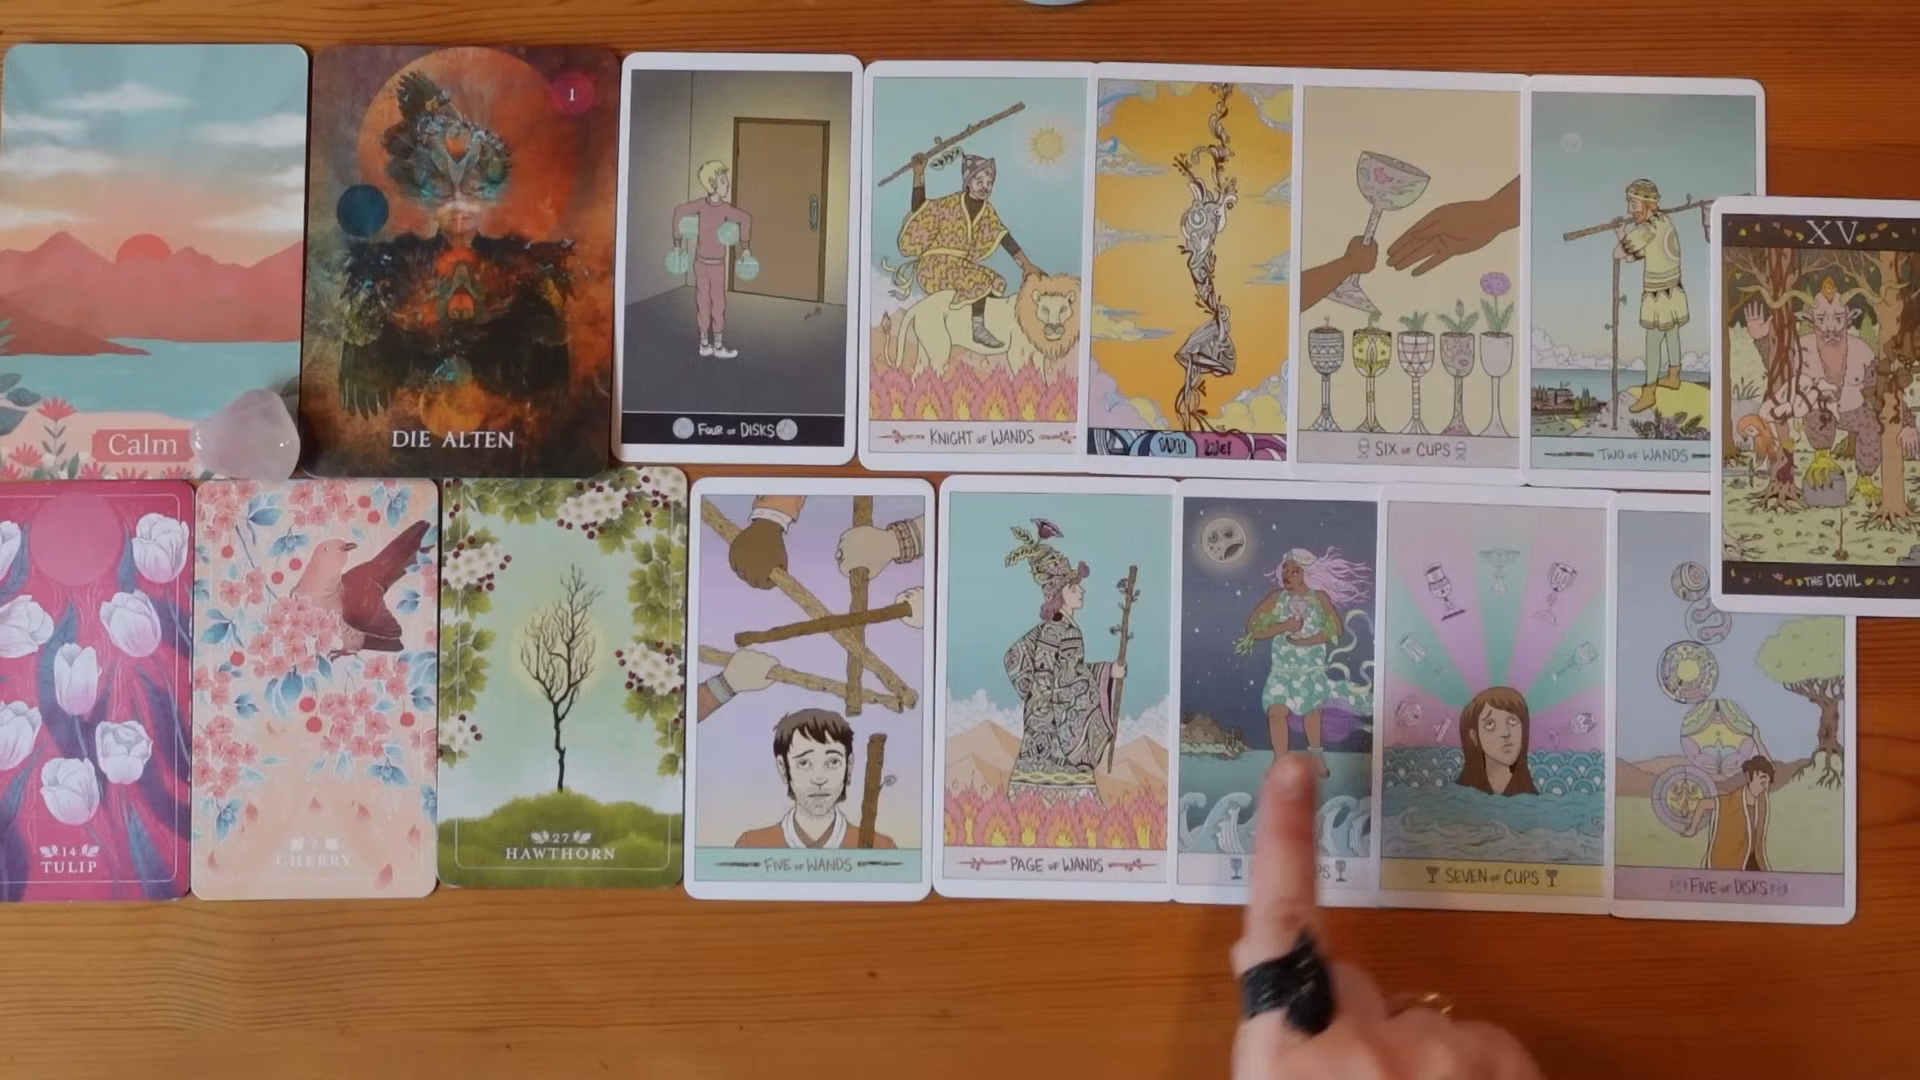 1
Calm
DIE ALTEN
FOUR OF DISKS
KNIGHT OF WANDS
SIX OF CUPS
TWO OF WANDS
XV
THE DEVIL
14
TULIP
CHERRY
27
HAWTHORN
FIVE OF WANDS
PAGE OF WANDS
SEVEN OF CUPS
FIVE OF DISKS